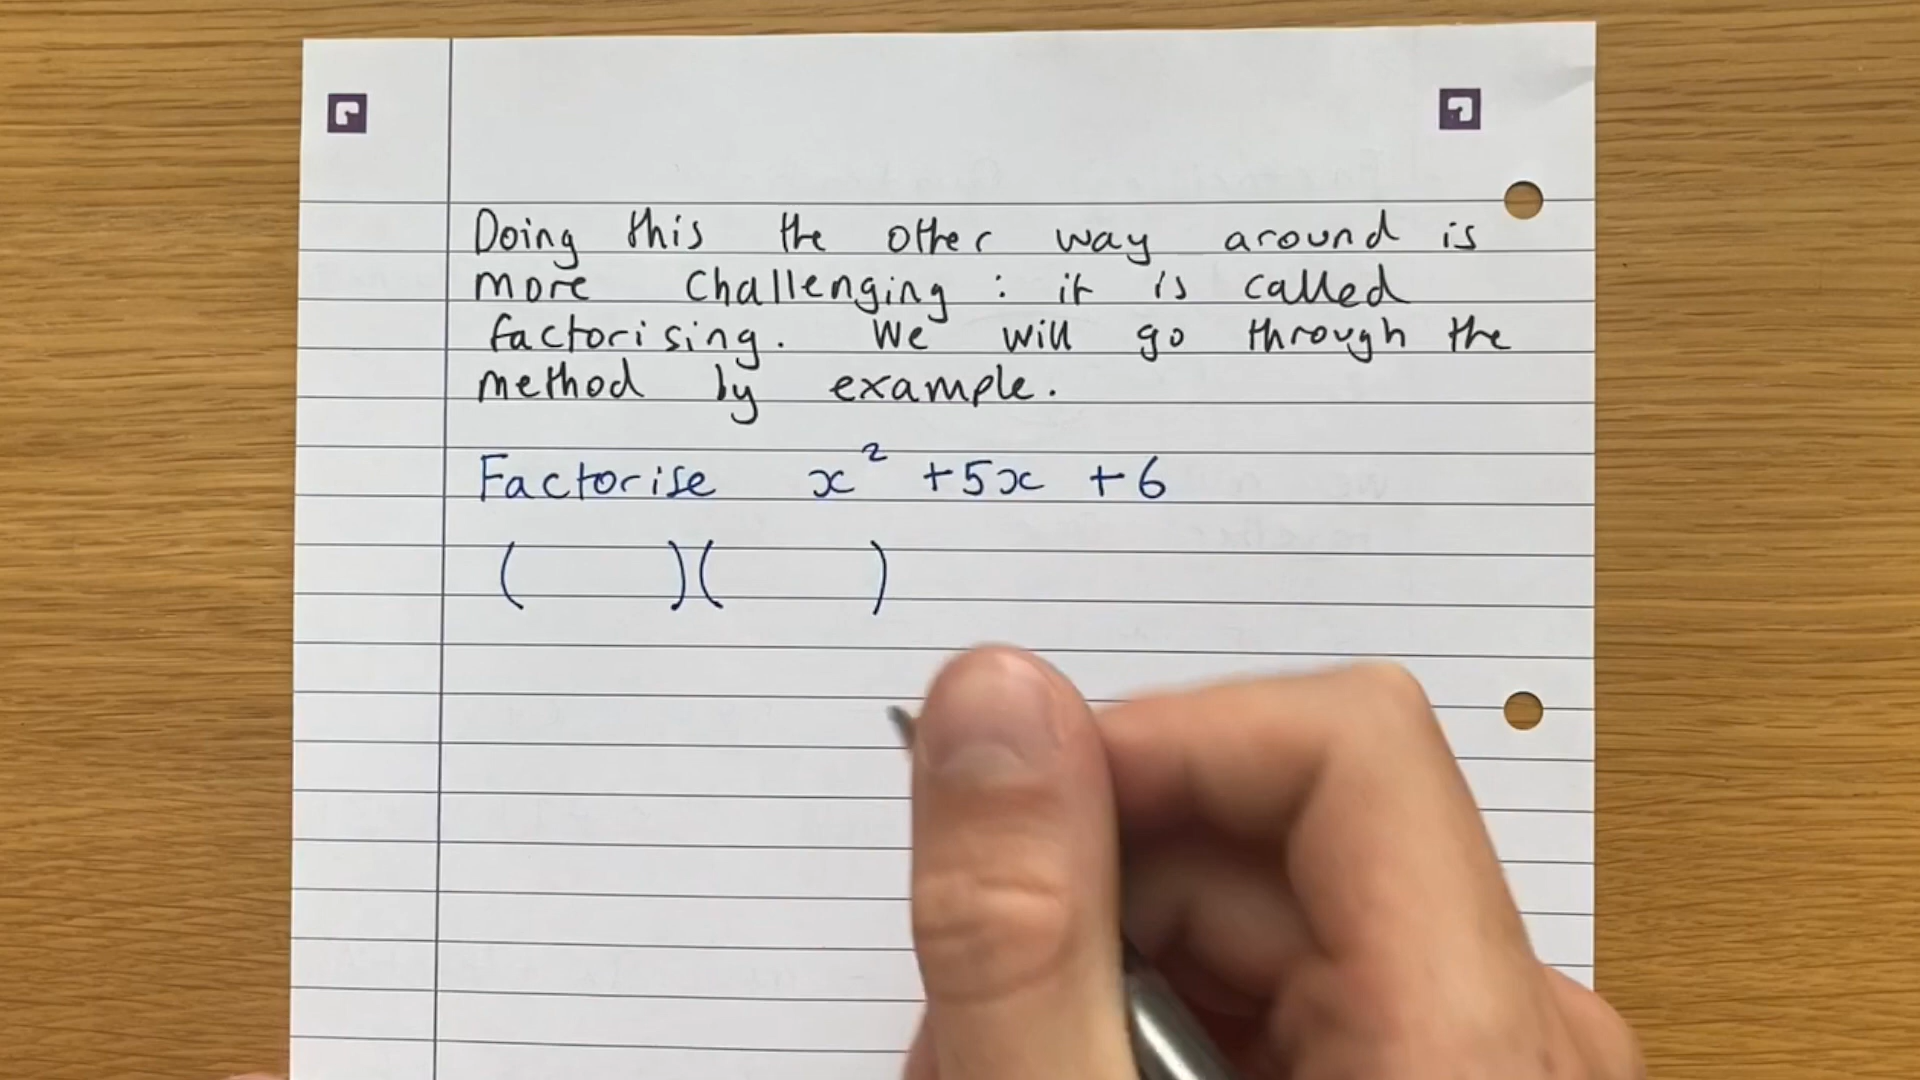 Doing this the other way around is
more challenging : it is called
factorising. We will go through the
method by example.
Factorise x² +5x +6
( )( )